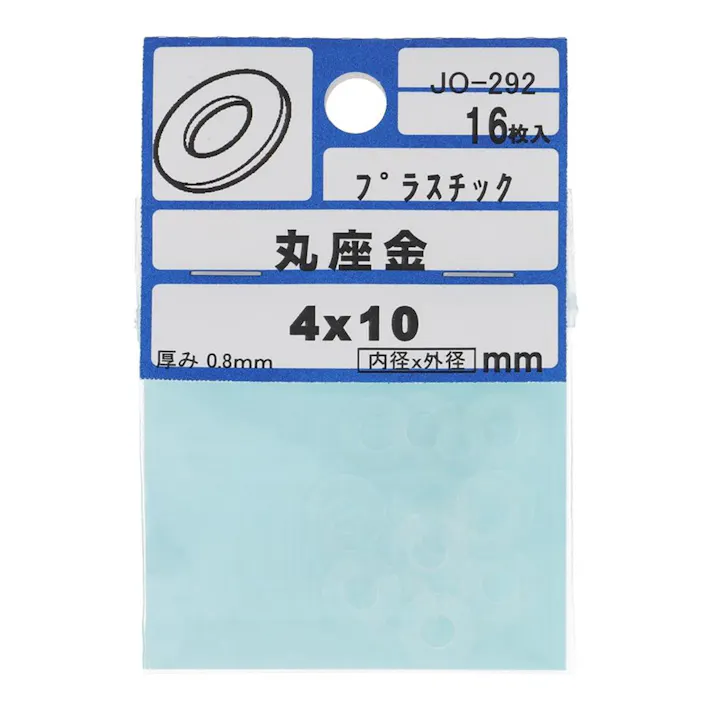 JO-292
16枚入
プラスチック
丸座金
4x10
厚み 0.8mm 内径x外径 mm